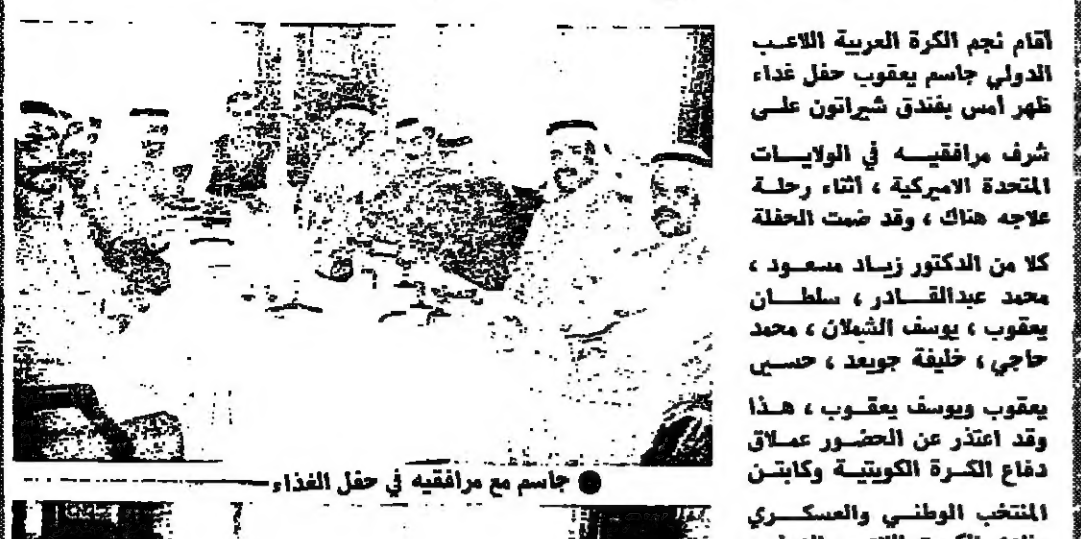 أقام نجم الكرة العربية اللاعب
الدولي جاسم يعقوب حفل غداء
ظهر أمس بفندق شيراتون على
شرف مرافقيه في الولايات
المتحدة الاميركية ، أثناء رحلة
علاجه هناك ، وقد ضمت الحفلة
كلا من الدكتور زياد مسعود ،
محمد عبدالقادر ، سلطان
يعقوب ، يوسف الشملان ، محمد
حاجي ، خليفة جويعد ، حسين
يعقوب ويوسف يعقوب ، هذا
وقد اعتذر عن الحضور عملاق
دفاع الكرة الكويتية وكابتن
المنتخب الوطني والعسكري
جاسم مع مرافقيه في حفل الغذاء